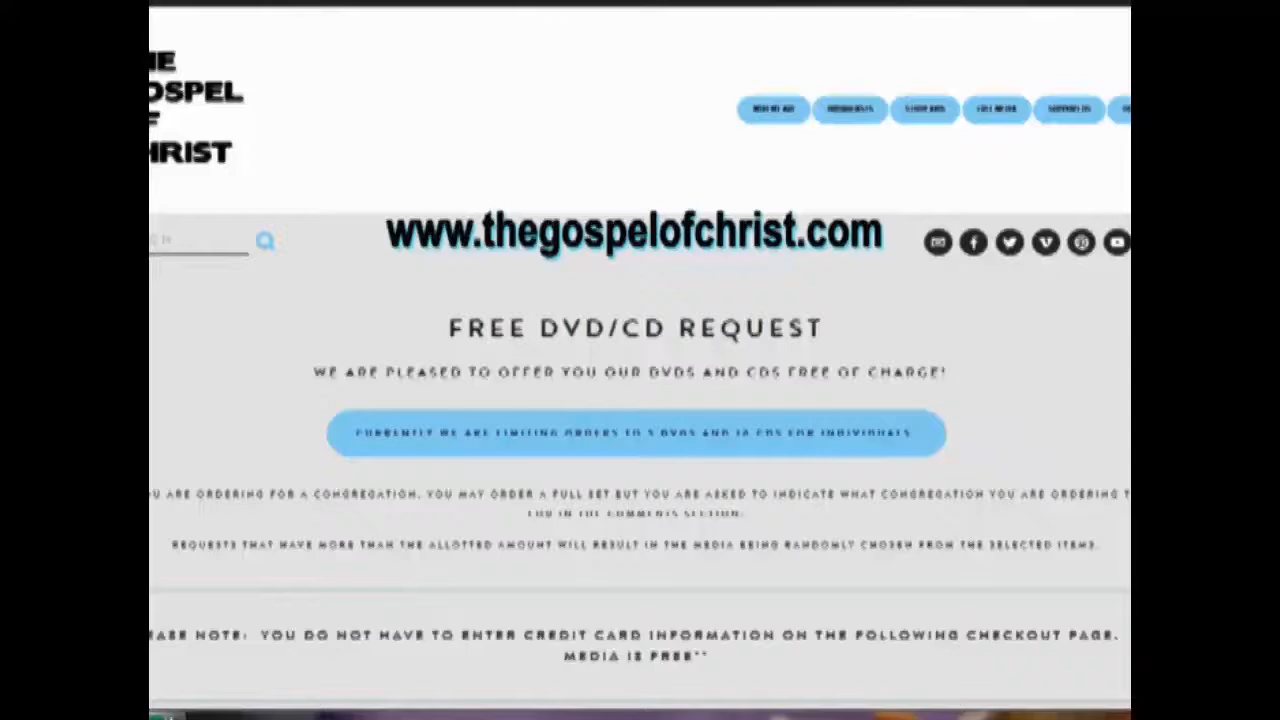 HE
OSPEL
F
HRIST
www.thegospelofchrist.com
FREE DVD/CD REQUEST
WE ARE PLEASED TO OFFER YOU OUR DVDS AND CDS FREE OF CHARGE!
CURRENTLY WE ARE LIMITING ORDERS TO 5 DVDS AND 10 CDS FOR INDIVIDUALS
OU ARE ORDERING FOR A CONGREGATION, YOU MAY ORDER A FULL SET BUT YOU ARE ASKED TO INDICATE WHAT CONGREGATION YOU ARE ORDERING T
IN THE COMMENTS SECTION.
REQUESTS THAT HAVE MORE THAN THE ALLOTTED AMOUNT WILL RESULT IN THE MEDIA BEING RANDOMLY CHOSEN FROM THE SELECTED ITEMS.
EASE NOTE: YOU DO NOT HAVE TO ENTER CREDIT CARD INFORMATION ON THE FOLLOWING CHECKOUT PAGE.
MEDIA IS FREE**